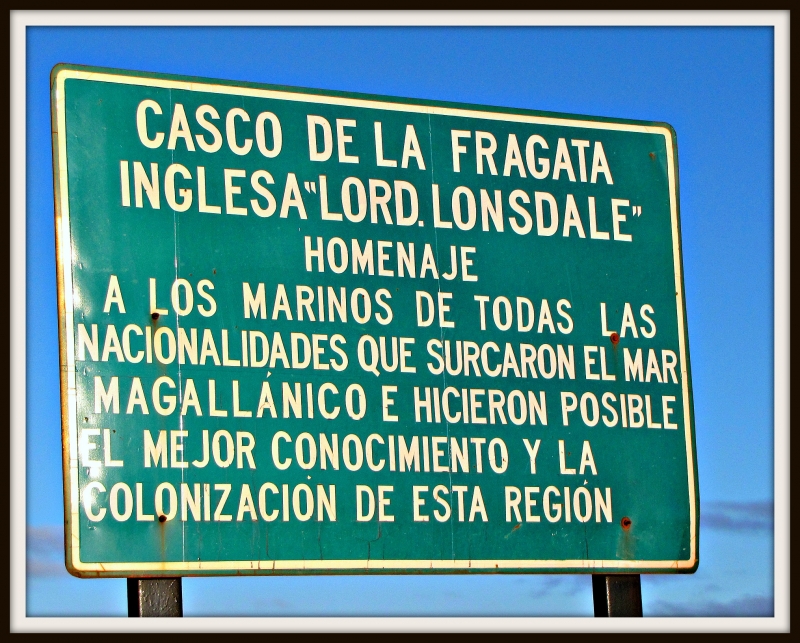 CASCO DE LA FRAGATA
INGLESA "LORD. LONSDALE"
HOMENAJE
A LOS MARINOS DE TODAS LAS
NACIONALIDADES QUE SURCARON EL MAR
MAGALLÁNICO E HICIERON POSIBLE
EL MEJOR CONOCIMIENTO Y LA
COLONIZACIÓN DE ESTA REGIÓN